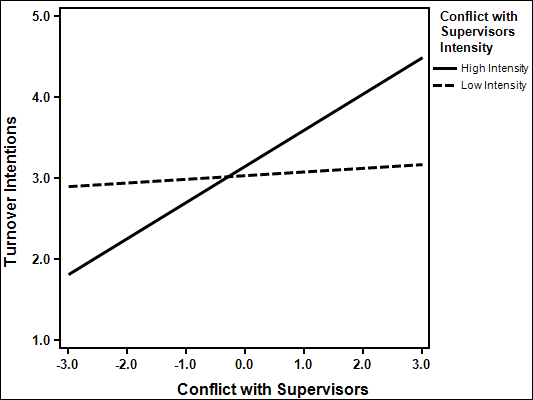 5.0
4.0
3.0
2.0
1.0
Turnover Intentions
-3.0 -2.0 -1.0 0.0 1.0 2.0 3.0
Conflict with Supervisors
Conflict with
Supervisors
Intensity
High Intensity
Low Intensity